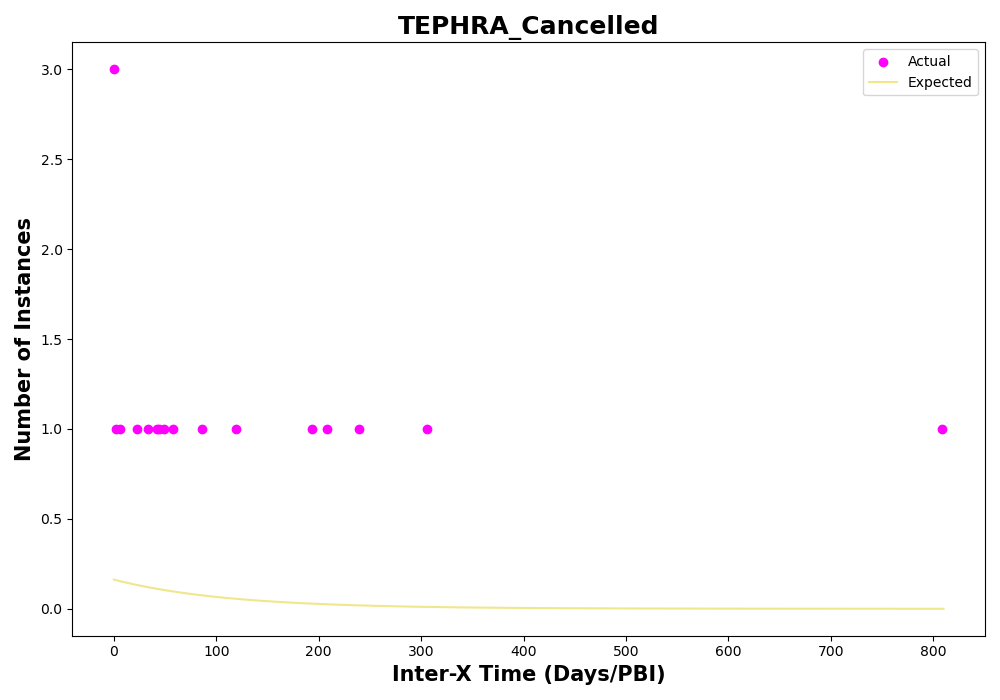 TEPHRA_Cancelled
Actual
Expected
Number of Instances
3.0
2.5
2.0
1.5
1.0
0.5
0.0
0 100 200 300 400 500 600 700 800
Inter-X Time (Days/PBI)